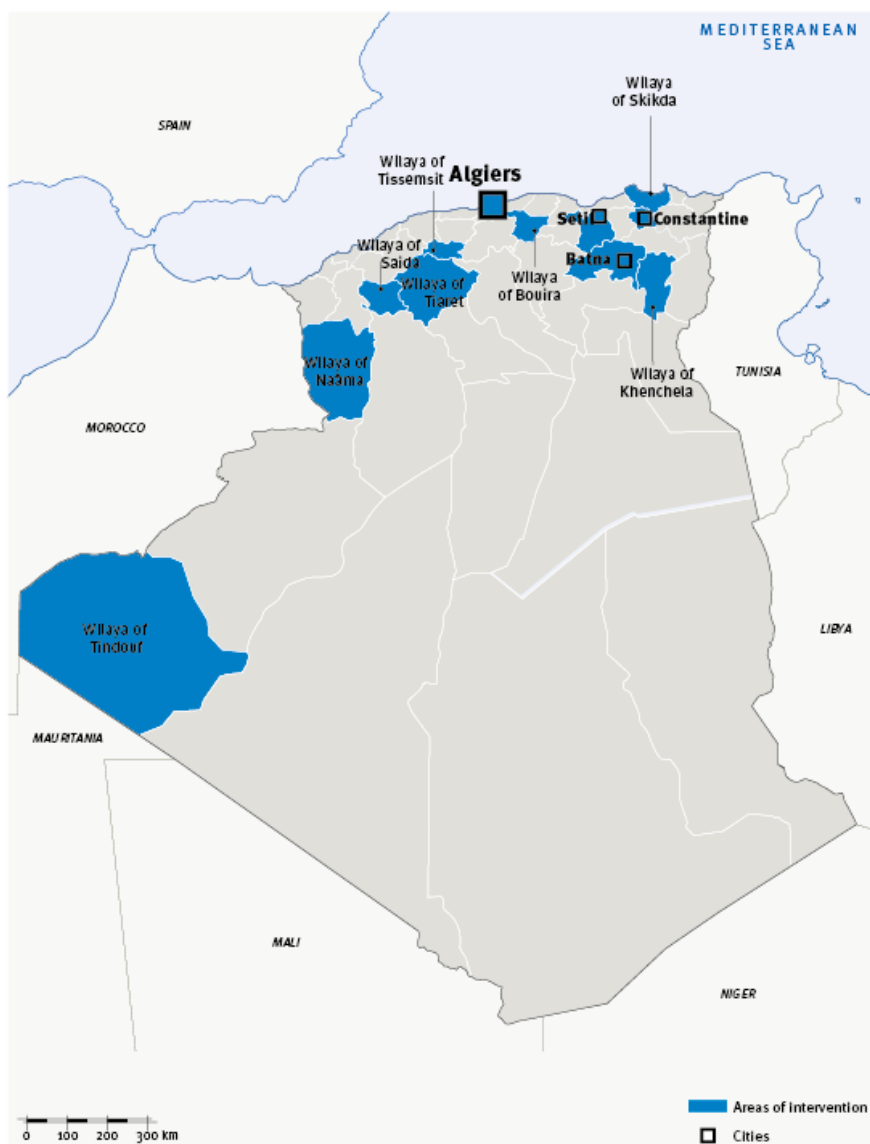 MEDITERRANEAN
SEA
Wilaya
of Skikda
SPAIN
Wilaya of
Tissemsit
Algiers
Setif
Constantine
Wilaya of
Saida
Batna
Wilaya
of Bouira
Wilaya of
Tiaret
Wilaya of
Naâma
Wilaya of
Khenchela
TUNISIA
MOROCCO
Wilaya of
Tindouf
LIBYA
MAURITANIA
MALI
NIGER
Areas of intervention
0 100 200 300 km
Cities